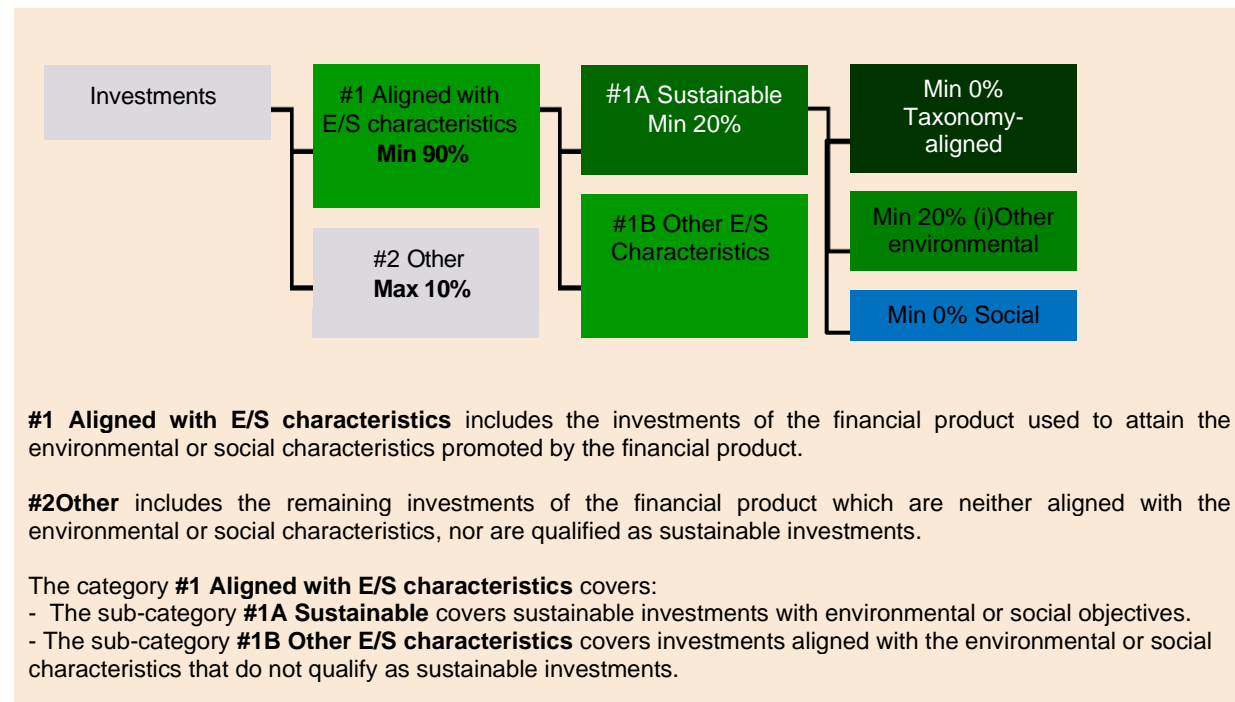 Investments
#1 Aligned with
E/S characteristics
Min 90%
#2 Other
Max 10%
#1A Sustainable
Min 20%
#1B Other E/S
Characteristics
Min 0%
Taxonomy-
aligned
Min 20% (i)Other
environmental
Min 0% Social
#1 Aligned with E/S characteristics includes the investments of the financial product used to attain the
environmental or social characteristics promoted by the financial product.
#2Other includes the remaining investments of the financial product which are neither aligned with the
environmental or social characteristics, nor are qualified as sustainable investments.
The category #1 Aligned with E/S characteristics covers:
- The sub-category #1A Sustainable covers sustainable investments with environmental or social objectives.
- The sub-category #1B Other E/S characteristics covers investments aligned with the environmental or social
characteristics that do not qualify as sustainable investments.